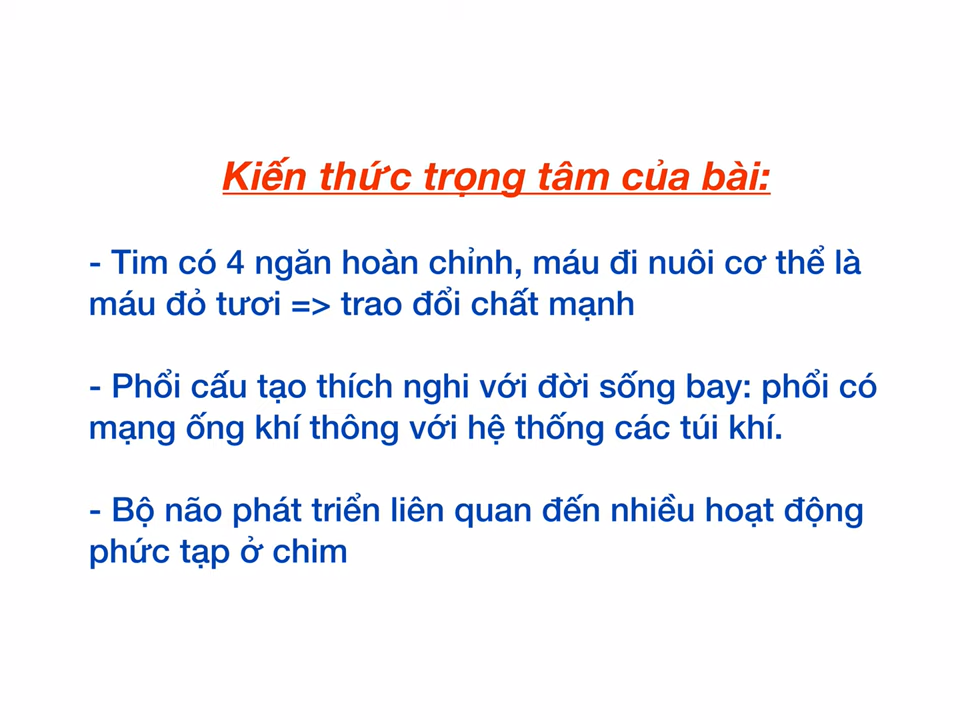 Kiến thức trọng tâm của bài:
- Tim có 4 ngăn hoàn chỉnh, máu đi nuôi cơ thể là
máu đỏ tươi => trao đổi chất mạnh
- Phổi cấu tạo thích nghi với đời sống bay: phổi có
mạng ống khí thông với hệ thống các túi khí.
- Bộ não phát triển liên quan đến nhiều hoạt động
phức tạp ở chim